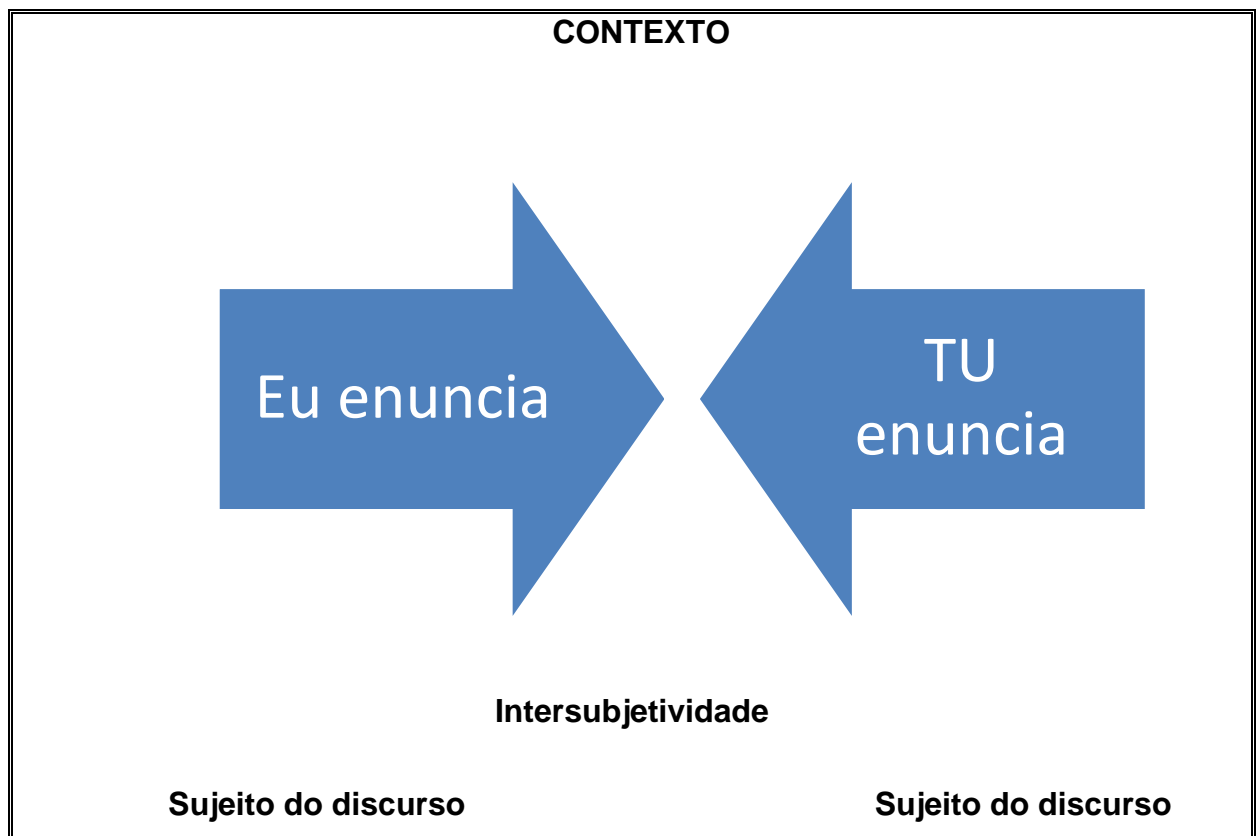 CONTEXTO
Eu enuncia
TU
enuncia
Intersubjetividade
Sujeito do discurso
Sujeito do discurso